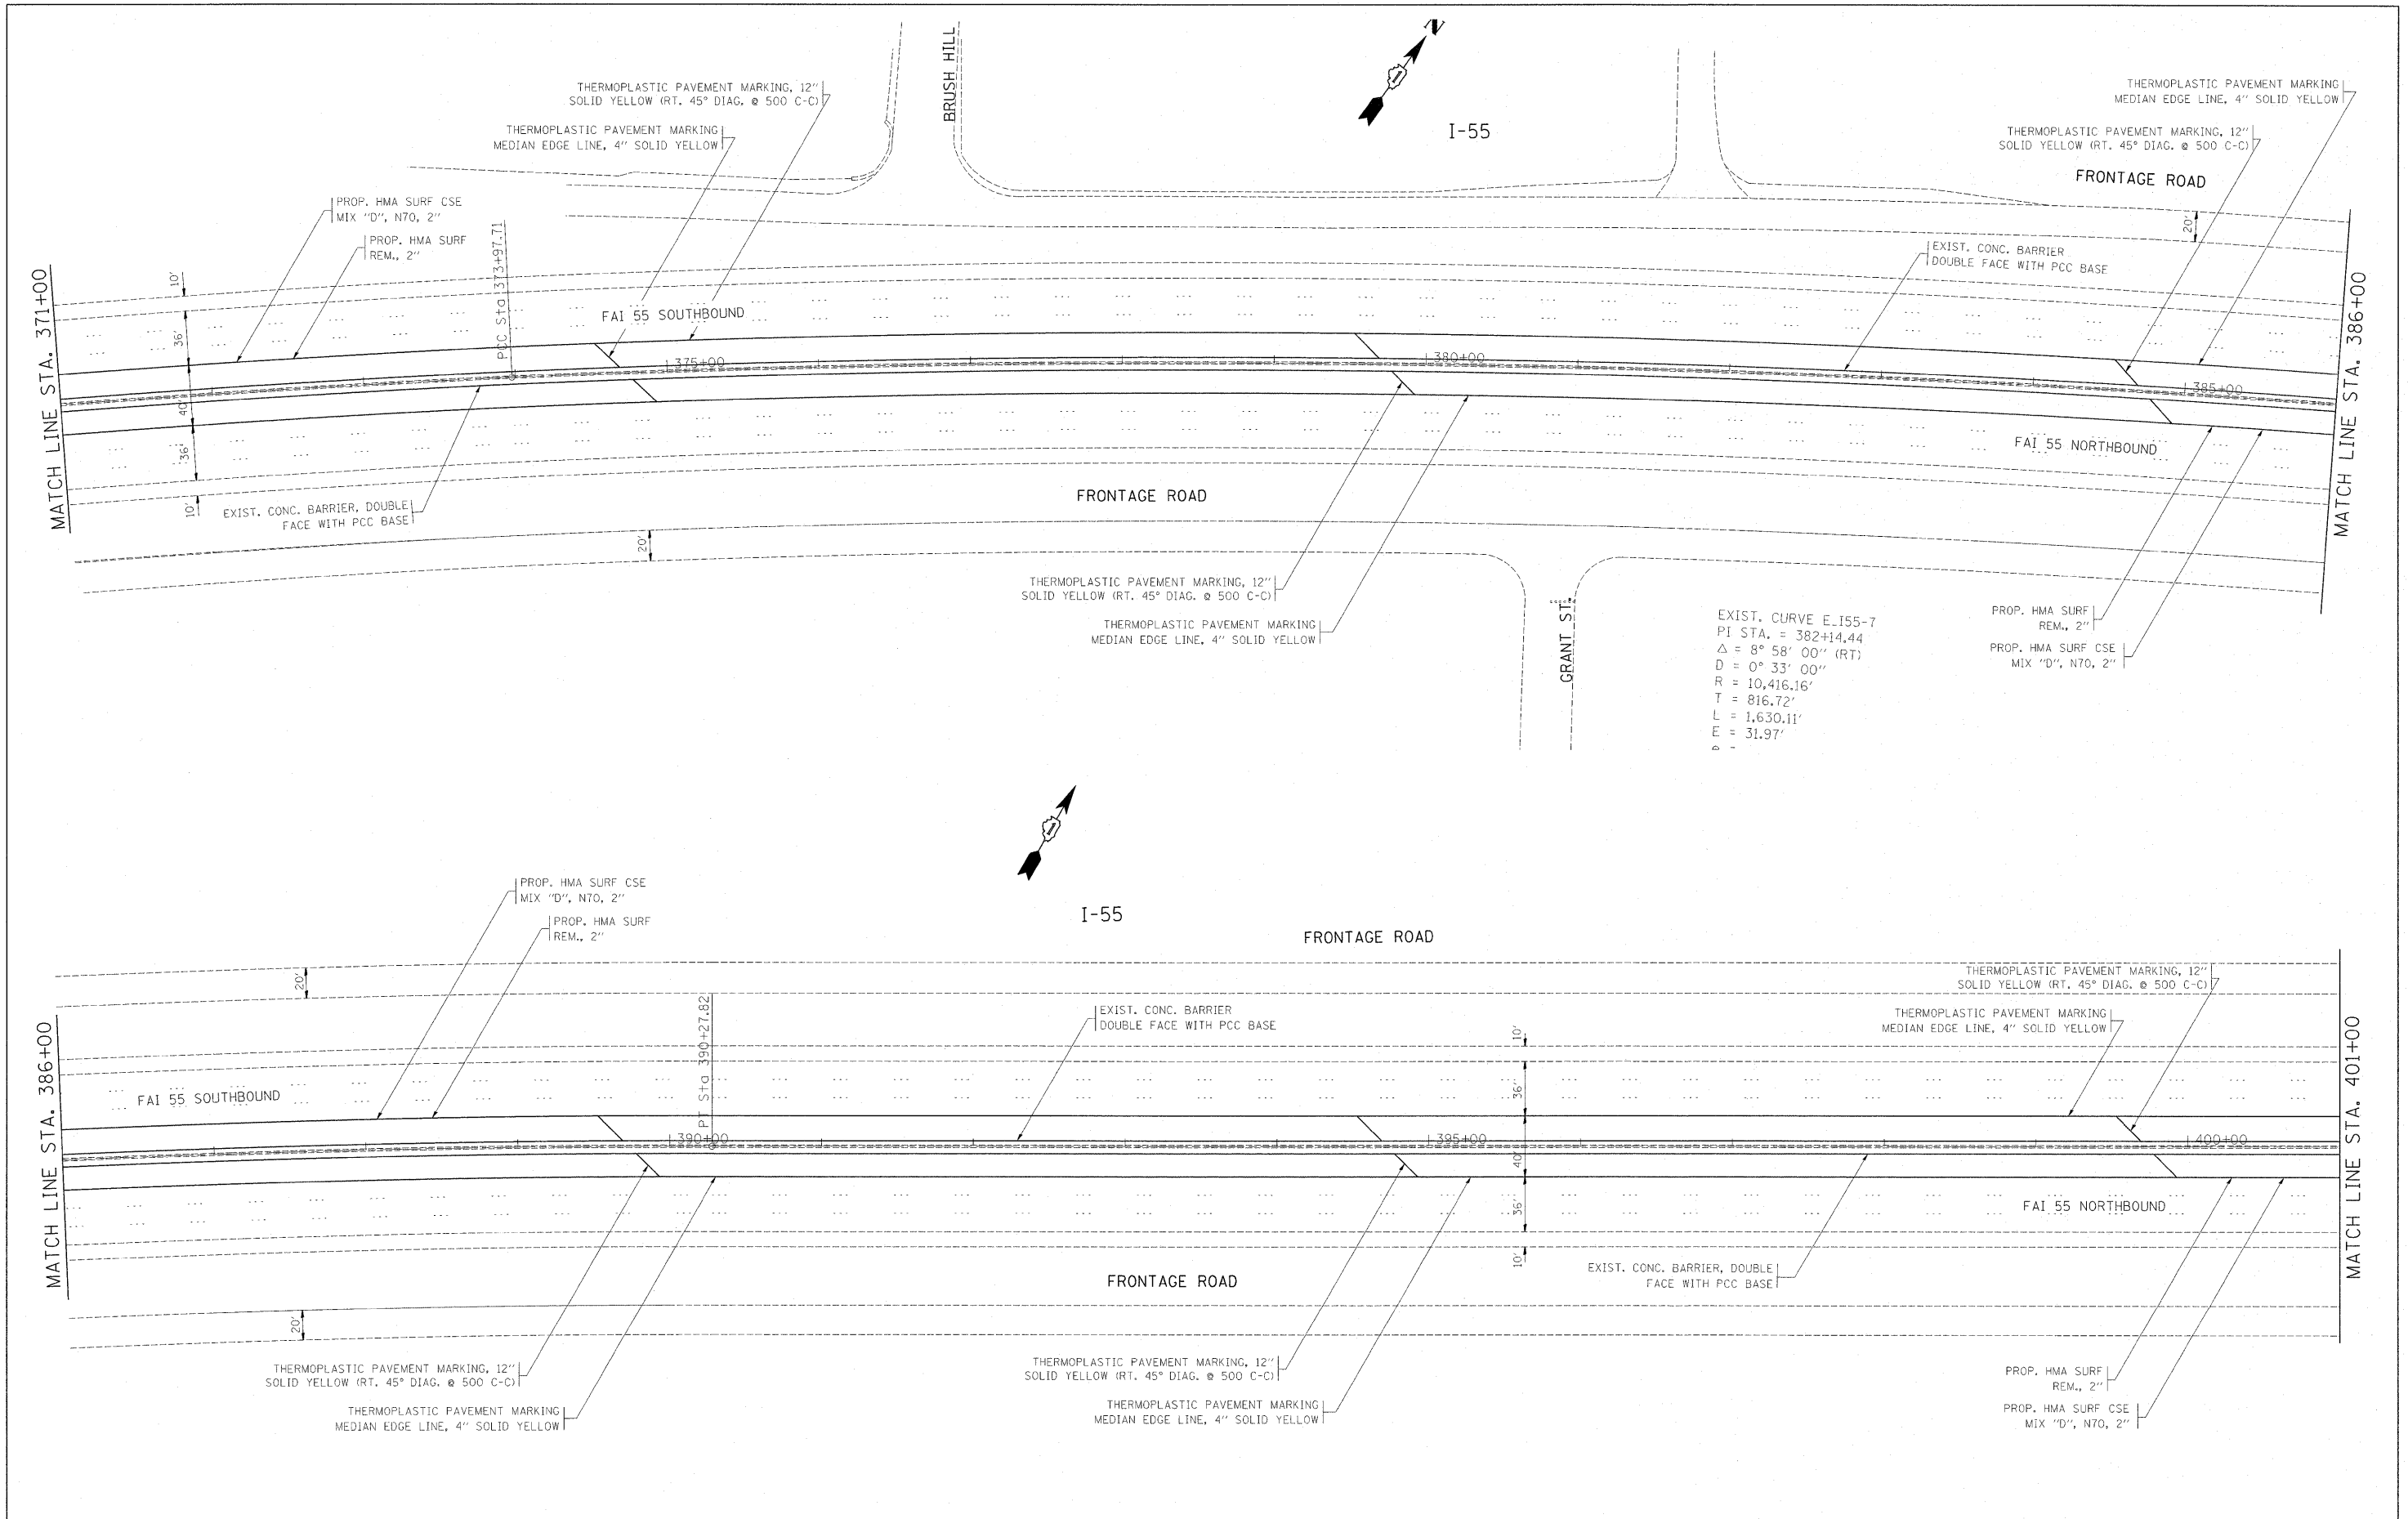 BRUSH HILL
N
I-55
THERMOPLASTIC PAVEMENT MARKING, 12"
SOLID YELLOW (RT. 45° DIAG. @ 500 C-C)
THERMOPLASTIC PAVEMENT MARKING
MEDIAN EDGE LINE, 4" SOLID YELLOW
THERMOPLASTIC PAVEMENT MARKING
MEDIAN EDGE LINE, 4" SOLID YELLOW
THERMOPLASTIC PAVEMENT MARKING, 12"
SOLID YELLOW (RT. 45° DIAG. @ 500 C-C)
FRONTAGE ROAD
PROP. HMA SURF CSE
MIX "D", N70, 2"
PROP. HMA SURF
REM., 2"
PCC Sta 373+97.71
20'
EXIST. CONC. BARRIER
DOUBLE FACE WITH PCC BASE
MATCH LINE STA. 371+00
10'
36'
40'
36'
10'
FAI 55 SOUTHBOUND
375+00
380+00
385+00
MATCH LINE STA. 386+00
FAI 55 NORTHBOUND
EXIST. CONC. BARRIER, DOUBLE
FACE WITH PCC BASE
FRONTAGE ROAD
20'
THERMOPLASTIC PAVEMENT MARKING, 12"
SOLID YELLOW (RT. 45° DIAG. @ 500 C-C)
THERMOPLASTIC PAVEMENT MARKING
MEDIAN EDGE LINE, 4" SOLID YELLOW
GRANT ST.
EXIST. CURVE E_I55-7
PI STA. = 382+14.44
Δ = 8° 58' 00" (RT)
D = 0° 33' 00"
R = 10,416.16'
T = 816.72'
L = 1,630.11'
E = 31.97'
PROP. HMA SURF
REM., 2"
PROP. HMA SURF CSE
MIX "D", N70, 2"
I-55
FRONTAGE ROAD
PROP. HMA SURF CSE
MIX "D", N70, 2"
PROP. HMA SURF
REM., 2"
20'
PT Sta 390+27.82
EXIST. CONC. BARRIER
DOUBLE FACE WITH PCC BASE
THERMOPLASTIC PAVEMENT MARKING, 12"
SOLID YELLOW (RT. 45° DIAG. @ 500 C-C)
THERMOPLASTIC PAVEMENT MARKING
MEDIAN EDGE LINE, 4" SOLID YELLOW
MATCH LINE STA. 386+00
FAI 55 SOUTHBOUND
10'
36'
40'
36'
10'
390+00
395+00
400+00
MATCH LINE STA. 401+00
FAI 55 NORTHBOUND
EXIST. CONC. BARRIER, DOUBLE
FACE WITH PCC BASE
FRONTAGE ROAD
20'
THERMOPLASTIC PAVEMENT MARKING, 12"
SOLID YELLOW (RT. 45° DIAG. @ 500 C-C)
THERMOPLASTIC PAVEMENT MARKING
MEDIAN EDGE LINE, 4" SOLID YELLOW
THERMOPLASTIC PAVEMENT MARKING, 12"
SOLID YELLOW (RT. 45° DIAG. @ 500 C-C)
THERMOPLASTIC PAVEMENT MARKING
MEDIAN EDGE LINE, 4" SOLID YELLOW
PROP. HMA SURF
REM., 2"
PROP. HMA SURF CSE
MIX "D", N70, 2"